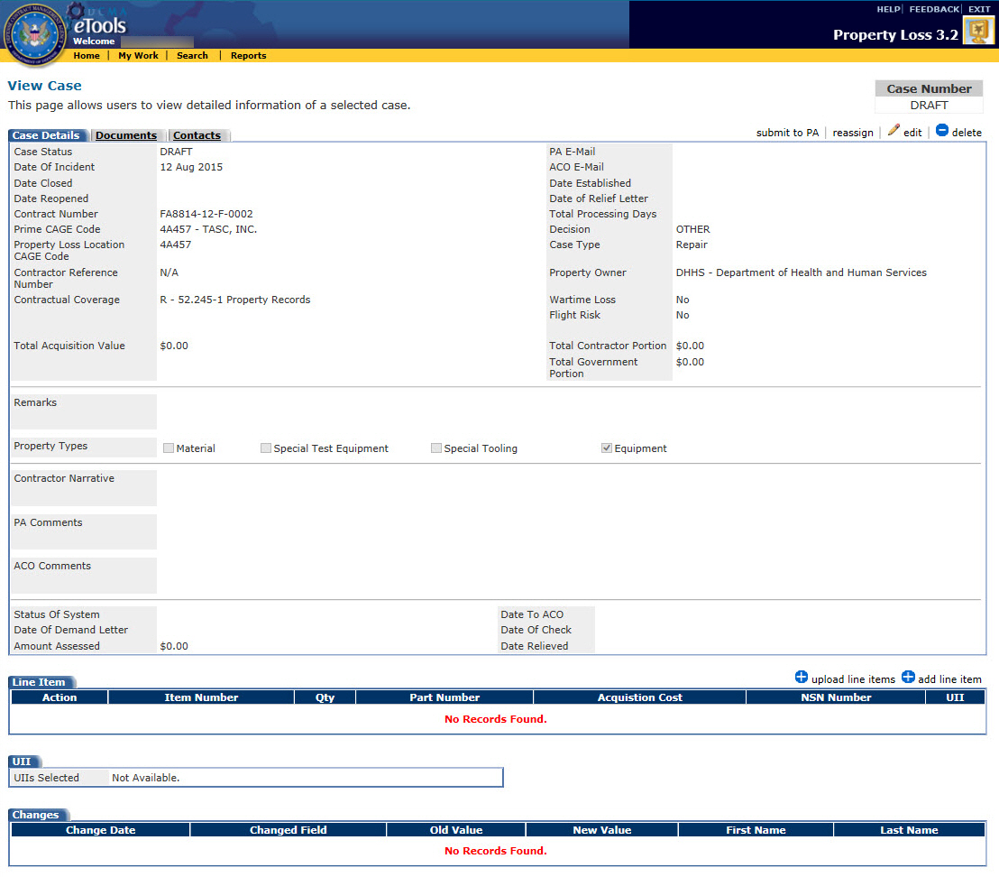 HELP | FEEDBACK | EXIT
DCMA
eTools
Welcome
Property Loss 3.2
Home | My Work | Search | Reports
View Case
This page allows users to view detailed information of a selected case.
Case Number
DRAFT
Case Details Documents Contacts
submit to PA | reassign | edit | delete
Case Status DRAFT PA E-Mail
Date Of Incident 12 Aug 2015 ACO E-Mail
Date Closed Date Established
Date Reopened Date of Relief Letter
Contract Number FA8814-12-F-0002 Total Processing Days
Prime CAGE Code 4A457 - TASC, INC. Decision OTHER
Property Loss Location 4A457 Case Type Repair
CAGE Code
Contractor Reference N/A Property Owner DHHS - Department of Health and Human Services
Number
Contractual Coverage R - 52.245-1 Property Records Wartime Loss No
Flight Risk No
Total Acquisition Value $0.00 Total Contractor Portion $0.00
Total Government $0.00
Portion
Remarks
Property Types Material Special Test Equipment Special Tooling Equipment
Contractor Narrative
PA Comments
ACO Comments
Status Of System Date To ACO
Date Of Demand Letter Date Of Check
Amount Assessed $0.00 Date Relieved
Line Item
upload line items add line item
Action Item Number Qty Part Number Acquistion Cost NSN Number UII
No Records Found.
UII
UIIs Selected Not Available.
Changes
Change Date Changed Field Old Value New Value First Name Last Name
No Records Found.